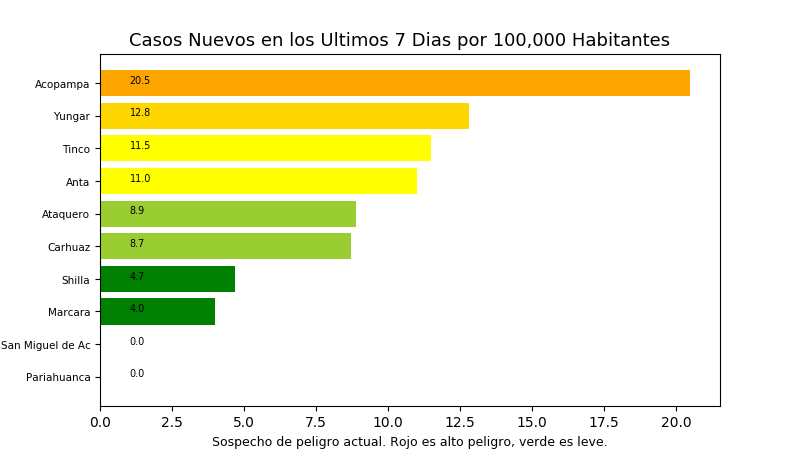 Casos Nuevos en los Ultimos 7 Dias por 100,000 Habitantes
Acopampa 20.5
Yungar 12.8
Tinco 11.5
Anta 11.0
Ataquero 8.9
Carhuaz 8.7
Shilla 4.7
Marcara 4.0
San Miguel de Ac 0.0
Pariahuanca 0.0
0.0 2.5 5.0 7.5 10.0 12.5 15.0 17.5 20.0
Sospecho de peligro actual. Rojo es alto peligro, verde es leve.